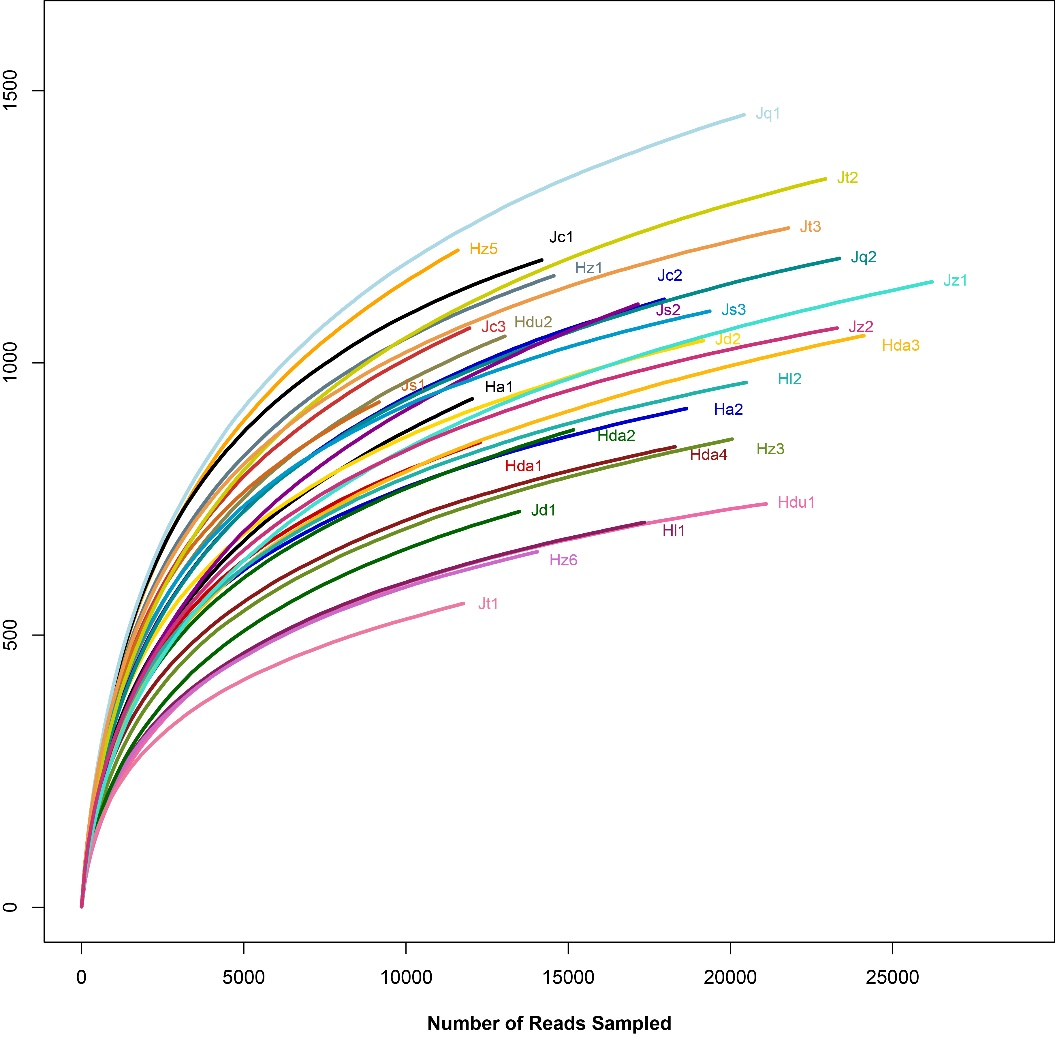 1500
1000
500
0
Jq1
Jt2
Jt3
Jc1
Hz5
Jq2
Hz1
Jc2
Jz1
Js2
Js3
Hdu2
Jc3
Jz2
Jd2
Hda3
Hl2
Js1
Ha1
Ha2
Hda2
Hz3
Hda4
Hda1
Jd1
Hdu1
Hl1
Hz6
Jt1
0 5000 10000 15000 20000 25000
Number of Reads Sampled